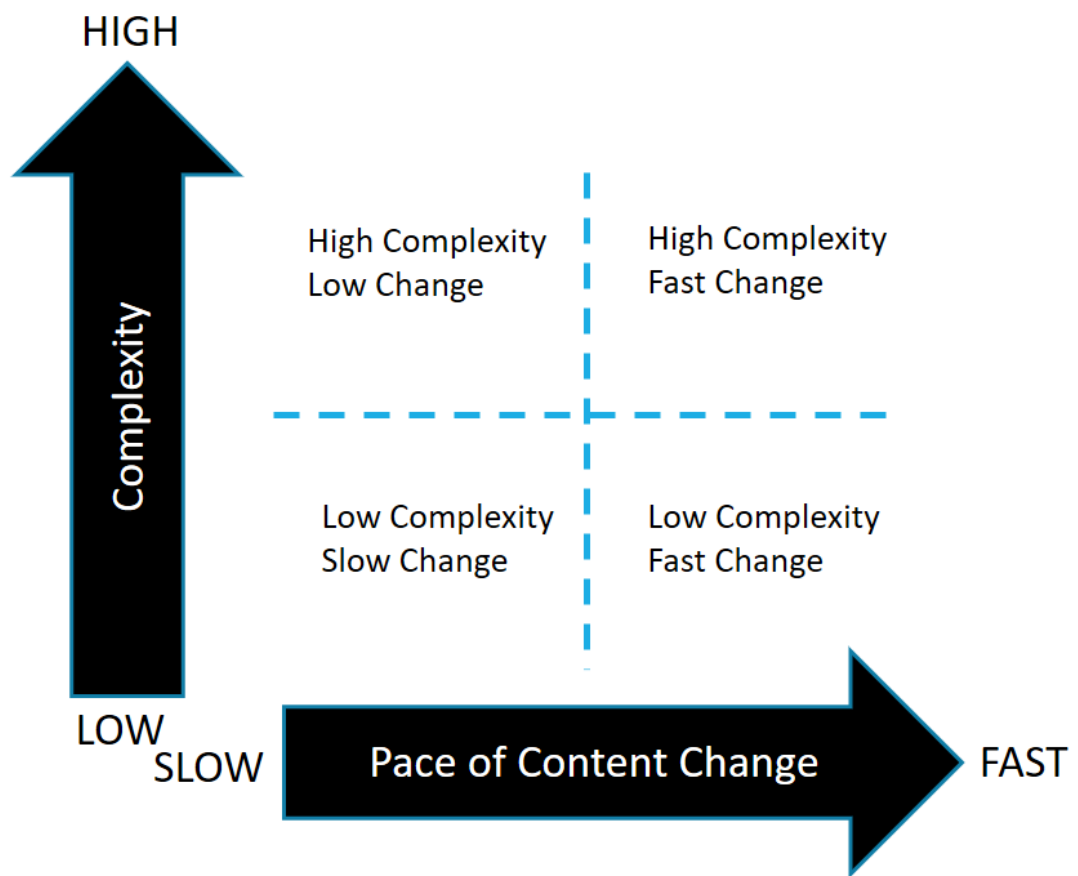 HIGH
High Complexity
Low Change
High Complexity
Fast Change
Complexity
Low Complexity
Slow Change
Low Complexity
Fast Change
LOW
SLOW
Pace of Content Change
FAST